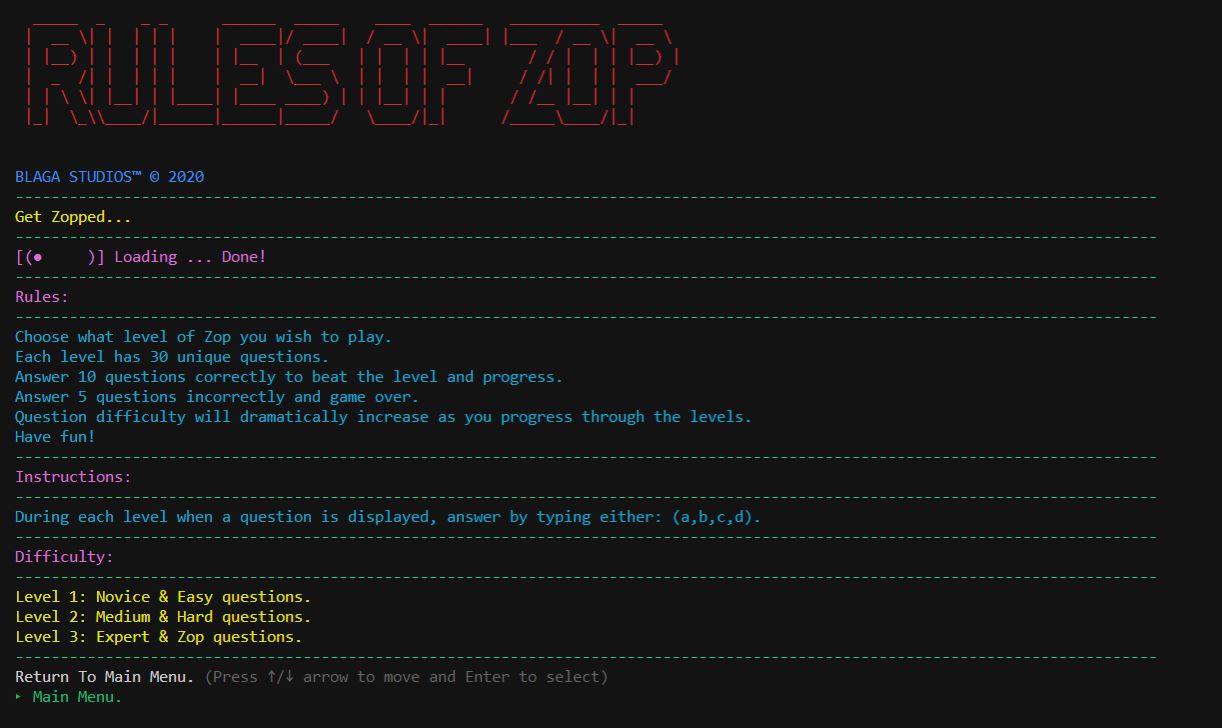 RULES OF ZOP
BLAGA STUDIOS™ © 2020
Get Zopped...
[(●     )] Loading ... Done!
Rules:
Choose what level of Zop you wish to play.
Each level has 30 unique questions.
Answer 10 questions correctly to beat the level and progress.
Answer 5 questions incorrectly and game over.
Question difficulty will dramatically increase as you progress through the levels.
Have fun!
Instructions:
During each level when a question is displayed, answer by typing either: (a,b,c,d).
Difficulty:
Level 1: Novice & Easy questions.
Level 2: Medium & Hard questions.
Level 3: Expert & Zop questions.
Return To Main Menu. (Press ↑/↓ arrow to move and Enter to select)
‣ Main Menu.